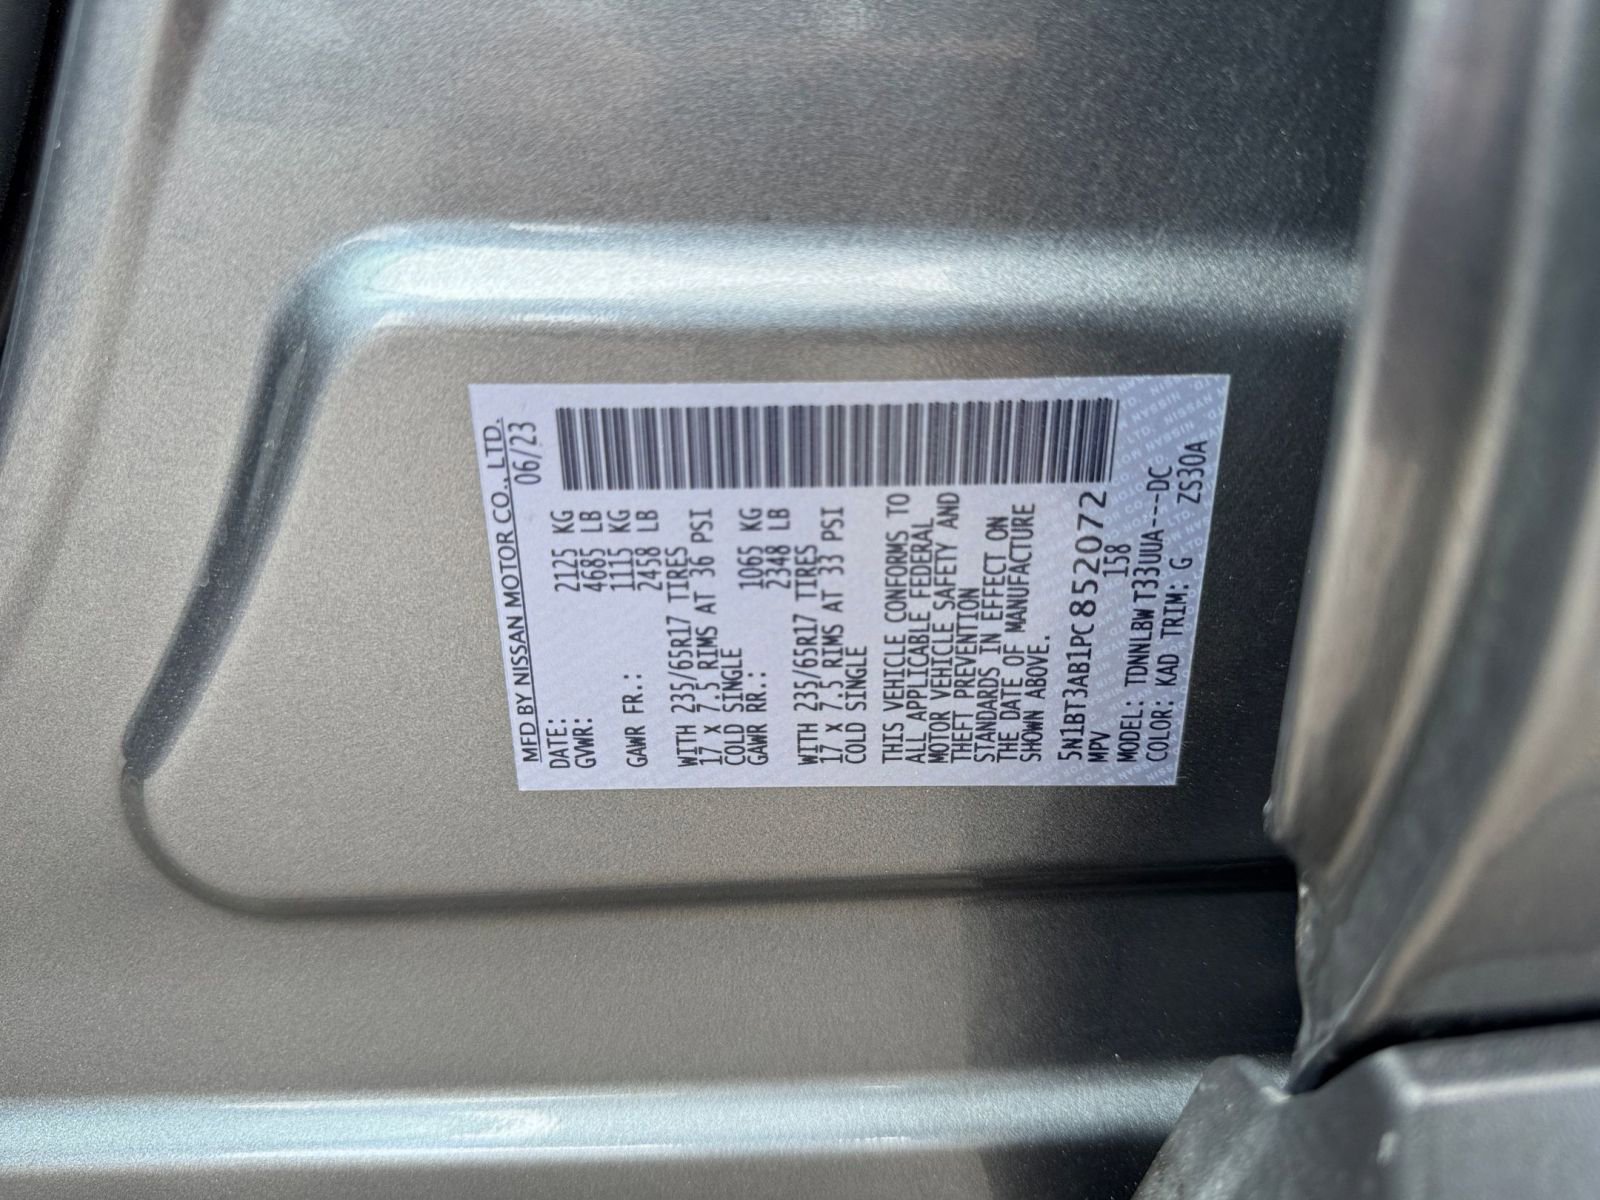 MFD BY NISSAN MOTOR CO., LTD.
DATE: 06/23
GVWR: 2125 KG
4685 LB
GAWR FR.: 1115 KG
2458 LB
WITH 235/65R17 TIRES
17 X 7.5 RIMS AT 36 PSI
COLD SINGLE
GAWR RR.: 1065 KG
2348 LB
WITH 235/65R17 TIRES
17 X 7.5 RIMS AT 33 PSI
COLD SINGLE
THIS VEHICLE CONFORMS TO
ALL APPLICABLE FEDERAL
MOTOR VEHICLE SAFETY AND
THEFT PREVENTION
STANDARDS IN EFFECT ON
THE DATE OF MANUFACTURE
SHOWN ABOVE.
5N1BT3AB1PC852072
MPV 158
MODEL: TDNNLBWT33UUA---DC
COLOR: KAD TRIM: G ZS30A